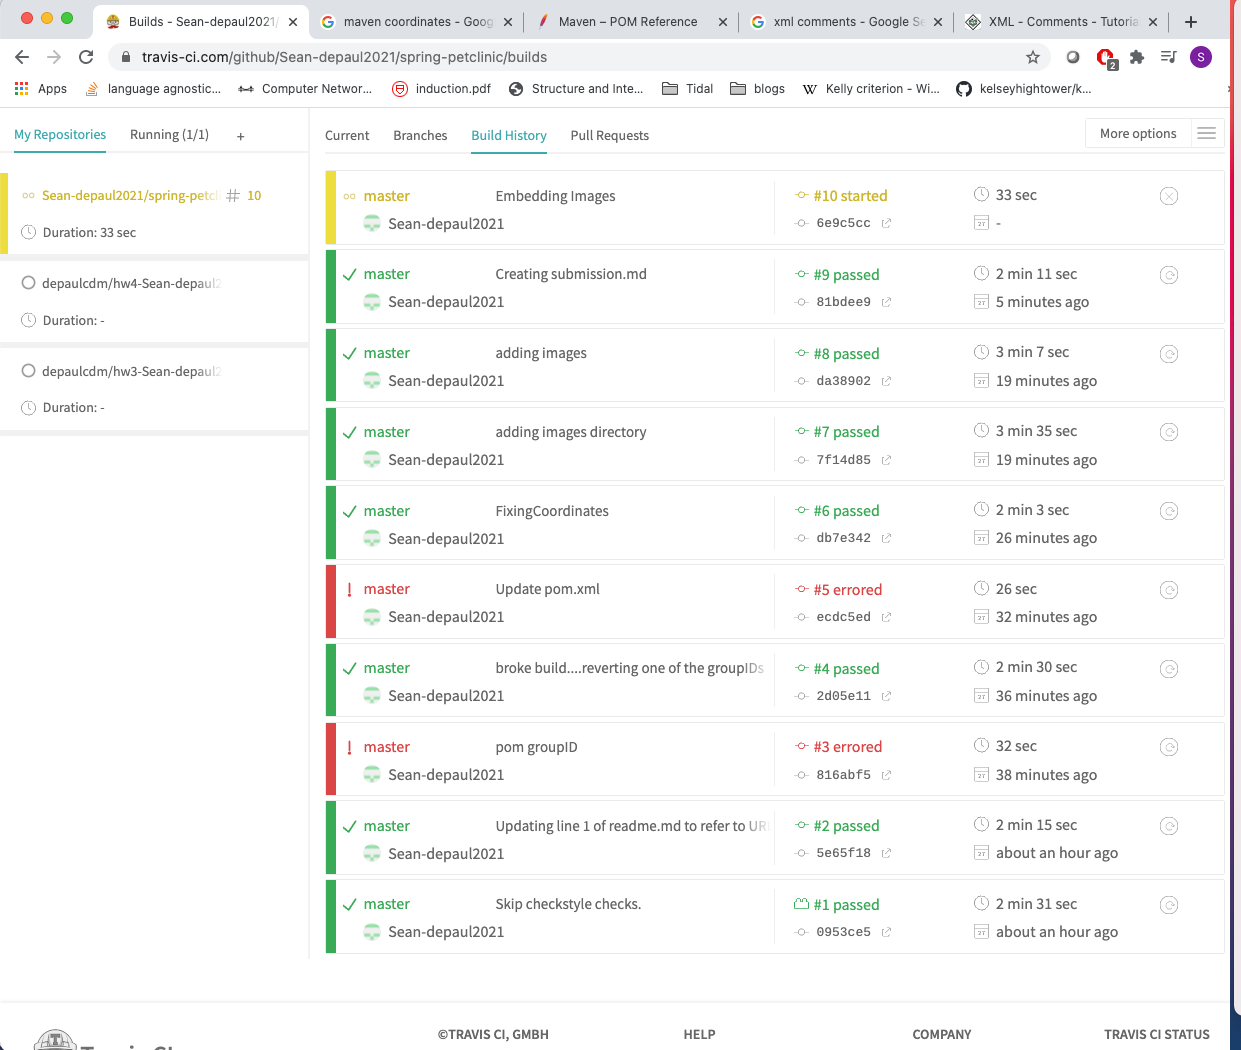 Builds - Sean-depaul2021/
maven coordinates - Goog
Maven – POM Reference
xml comments - Google Se
XML - Comments - Tutoria
travis-ci.com/github/Sean-depaul2021/spring-petclinic/builds
2
S
Apps
language agnostic...
Computer Networ...
induction.pdf
Structure and Inte...
Tidal
blogs
Kelly criterion - Wi...
kelseyhightower/k...
My Repositories Running (1/1) +
Sean-depaul2021/spring-petcli # 10
Duration: 33 sec
depaulcdm/hw4-Sean-depaul2
Duration: -
depaulcdm/hw3-Sean-depaul2
Duration: -
Current Branches Build History Pull Requests
More options
master Embedding Images #10 started 33 sec
Sean-depaul2021 6e9c5cc -
master Creating submission.md #9 passed 2 min 11 sec
Sean-depaul2021 81bdee9 5 minutes ago
master adding images #8 passed 3 min 7 sec
Sean-depaul2021 da38902 19 minutes ago
master adding images directory #7 passed 3 min 35 sec
Sean-depaul2021 7f14d85 19 minutes ago
master FixingCoordinates #6 passed 2 min 3 sec
Sean-depaul2021 db7e342 26 minutes ago
master Update pom.xml #5 errored 26 sec
Sean-depaul2021 ecdc5ed 32 minutes ago
master broke build....reverting one of the groupIDs #4 passed 2 min 30 sec
Sean-depaul2021 2d05e11 36 minutes ago
master pom groupID #3 errored 32 sec
Sean-depaul2021 816abf5 38 minutes ago
master Updating line 1 of readme.md to refer to UR #2 passed 2 min 15 sec
Sean-depaul2021 5e65f18 about an hour ago
master Skip checkstyle checks. #1 passed 2 min 31 sec
Sean-depaul2021 0953ce5 about an hour ago
©TRAVIS CI, GMBH
HELP
COMPANY
TRAVIS CI STATUS